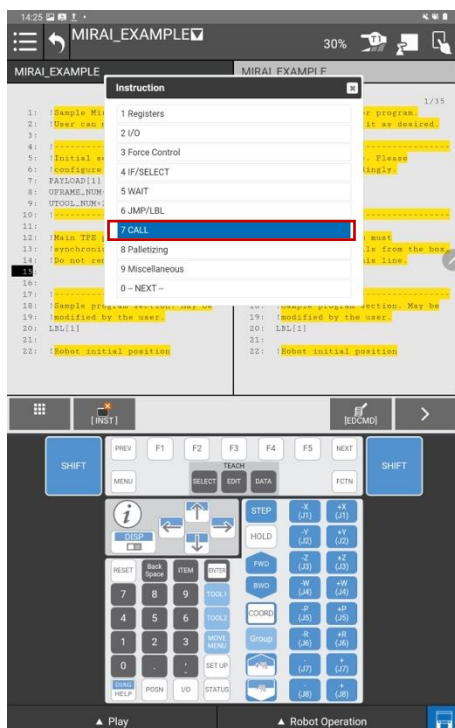 14:25
MIRAI_EXAMPLE
30%
T1
MIRAI_EXAMPLE
MIRAI_EXAMPLE
Instruction
1 Registers
2 I/O
3 Force Control
4 IF/SELECT
5 WAIT
6 JMP/LBL
7 CALL
8 Palletizing
9 Miscellaneous
0 -- NEXT --
1/35
1: !Sample Mi
r program.
2: !User can
it as desired.
3:
4: !
5: !Initial s
. Please
6: !configure
ingly.
7: PAYLOAD[1]
8: UFRAME_NUM
9: UTOOL_NUM=
10: !
11:
12: !Main TPE p
must
13: !synchroni
ls from the box,
14: !Do not re
is line.
15:
16:
17: !
18: !Sample program section. May be
18: !Sample program section. May be
19: !modified by the user.
19: !modified by the user.
20: LBL[1]
20: LBL[1]
21:
21:
22: !Robot initial position
22: !Robot initial position
[INST]
[EDCMD]
>
SHIFT
PREV
F1
F2
F3
F4
F5
NEXT
SHIFT
TEACH
MENU
SELECT
EDIT
DATA
FCTN
i
DISP
STEP
-X
(J1)
+X
(J1)
HOLD
-Y
(J2)
+Y
(J2)
RESET
Back
Space
ITEM
ENTER
FWD
-Z
(J3)
+Z
(J3)
7
8
9
TOOL1
BWD
-W
(J4)
+W
(J4)
4
5
6
TOOL2
COORD
-P
(J5)
+P
(J5)
1
2
3
MOVE
MENU
Group
-R
(J6)
+R
(J6)
0
.
SET UP
-
(J7)
+
(J7)
DIAG
HELP
POSN
I/O
STATUS
-
(J8)
+
(J8)
▲ Play
▲ Robot Operation